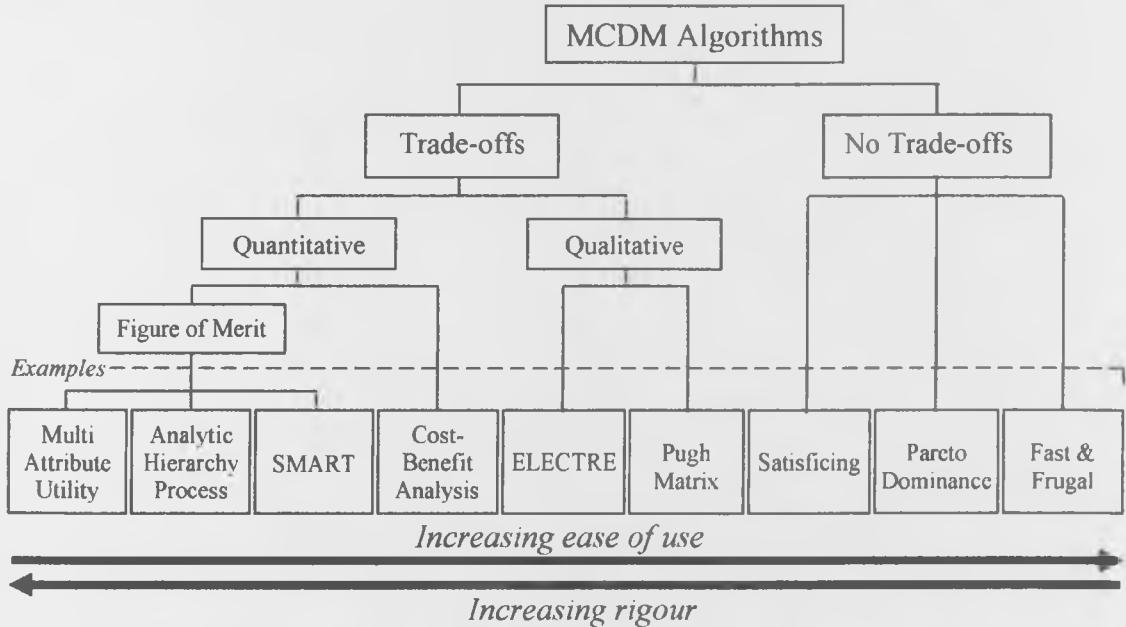 MCDM Algorithms
Trade-offs
No Trade-offs
Quantitative
Qualitative
Figure of Merit
Examples
Multi
Attribute
Utility
Analytic
Hierarchy
Process
SMART
Cost-
Benefit
Analysis
ELECTRE
Pugh
Matrix
Satisficing
Pareto
Dominance
Fast &
Frugal
Increasing ease of use
Increasing rigour